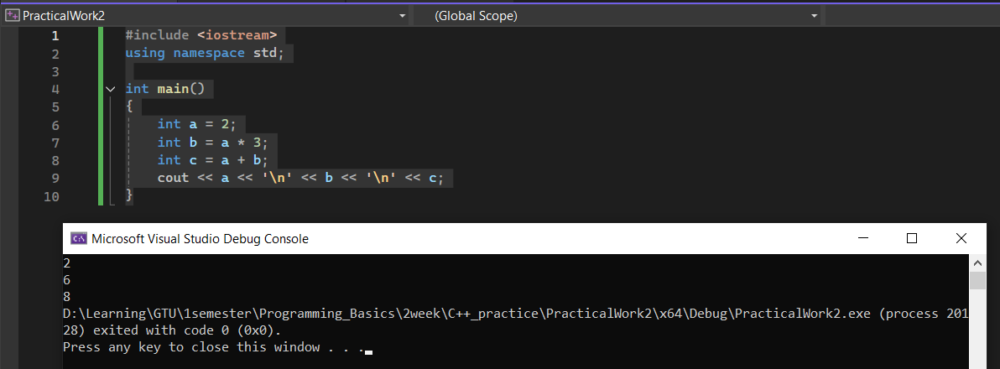 PracticalWork2 (Global Scope)
1 #include <iostream>
2 using namespace std;
3
4 int main()
5 {
6 int a = 2;
7 int b = a * 3;
8 int c = a + b;
9 cout << a << '\n' << b << '\n' << c;
10 }
C:\ Microsoft Visual Studio Debug Console
2
6
8
D:\Learning\GTU\1semester\Programming_Basics\2week\C++_practice\PracticalWork2\x64\Debug\PracticalWork2.exe (process 201
28) exited with code 0 (0x0).
Press any key to close this window . . .